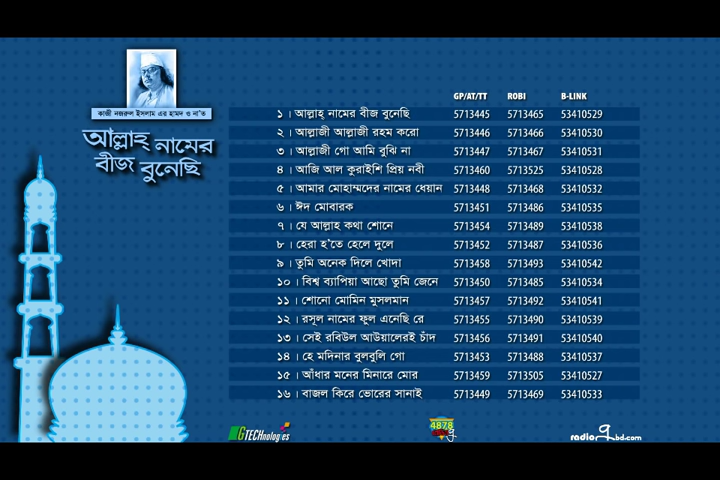 কাজী নজরুল ইসলাম এর হামদ ও না'ত
আল্লাহ্ নামের
বীজ বুনেছি
GP/AT/TT ROBI B-LINK
১ । আল্লাহ্ নামের বীজ বুনেছি 5713445 5713465 53410529
২ । আল্লাজী আল্লাজী রহম করো 5713446 5713466 53410530
৩ । আল্লাজী গো আমি বুঝি না 5713447 5713467 53410531
৪ । আজি আল কুরাইশি প্রিয় নবী 5713460 5713525 53410528
৫ । আমার মোহাম্মদের নামের ধেয়ান 5713448 5713468 53410532
৬ । ঈদ মোবারক 5713451 5713486 53410535
৭ । যে আল্লাহ কথা শোনে 5713454 5713489 53410538
৮ । হেরা হ'তে হেলে দুলে 5713452 5713487 53410536
৯ । তুমি অনেক দিলে খোদা 5713458 5713493 53410542
১০ । বিশ্ব ব্যাপিয়া আছো তুমি জেনে 5713450 5713485 53410534
১১ । শোনো মোমিন মুসলমান 5713457 5713492 53410541
১২ । রসূল নামের ফুল এনেছি রে 5713455 5713490 53410539
১৩ । সেই রবিউল আউয়ালেরই চাঁদ 5713456 5713491 53410540
১৪ । হে মদিনার বুলবুলি গো 5713453 5713488 53410537
১৫ । আঁধার মনের মিনারে মোর 5713459 5713505 53410527
১৬ । বাজল কিরে ভোরের সানাই 5713449 5713469 53410533
GTECHnologies
4878
radio g bd.com